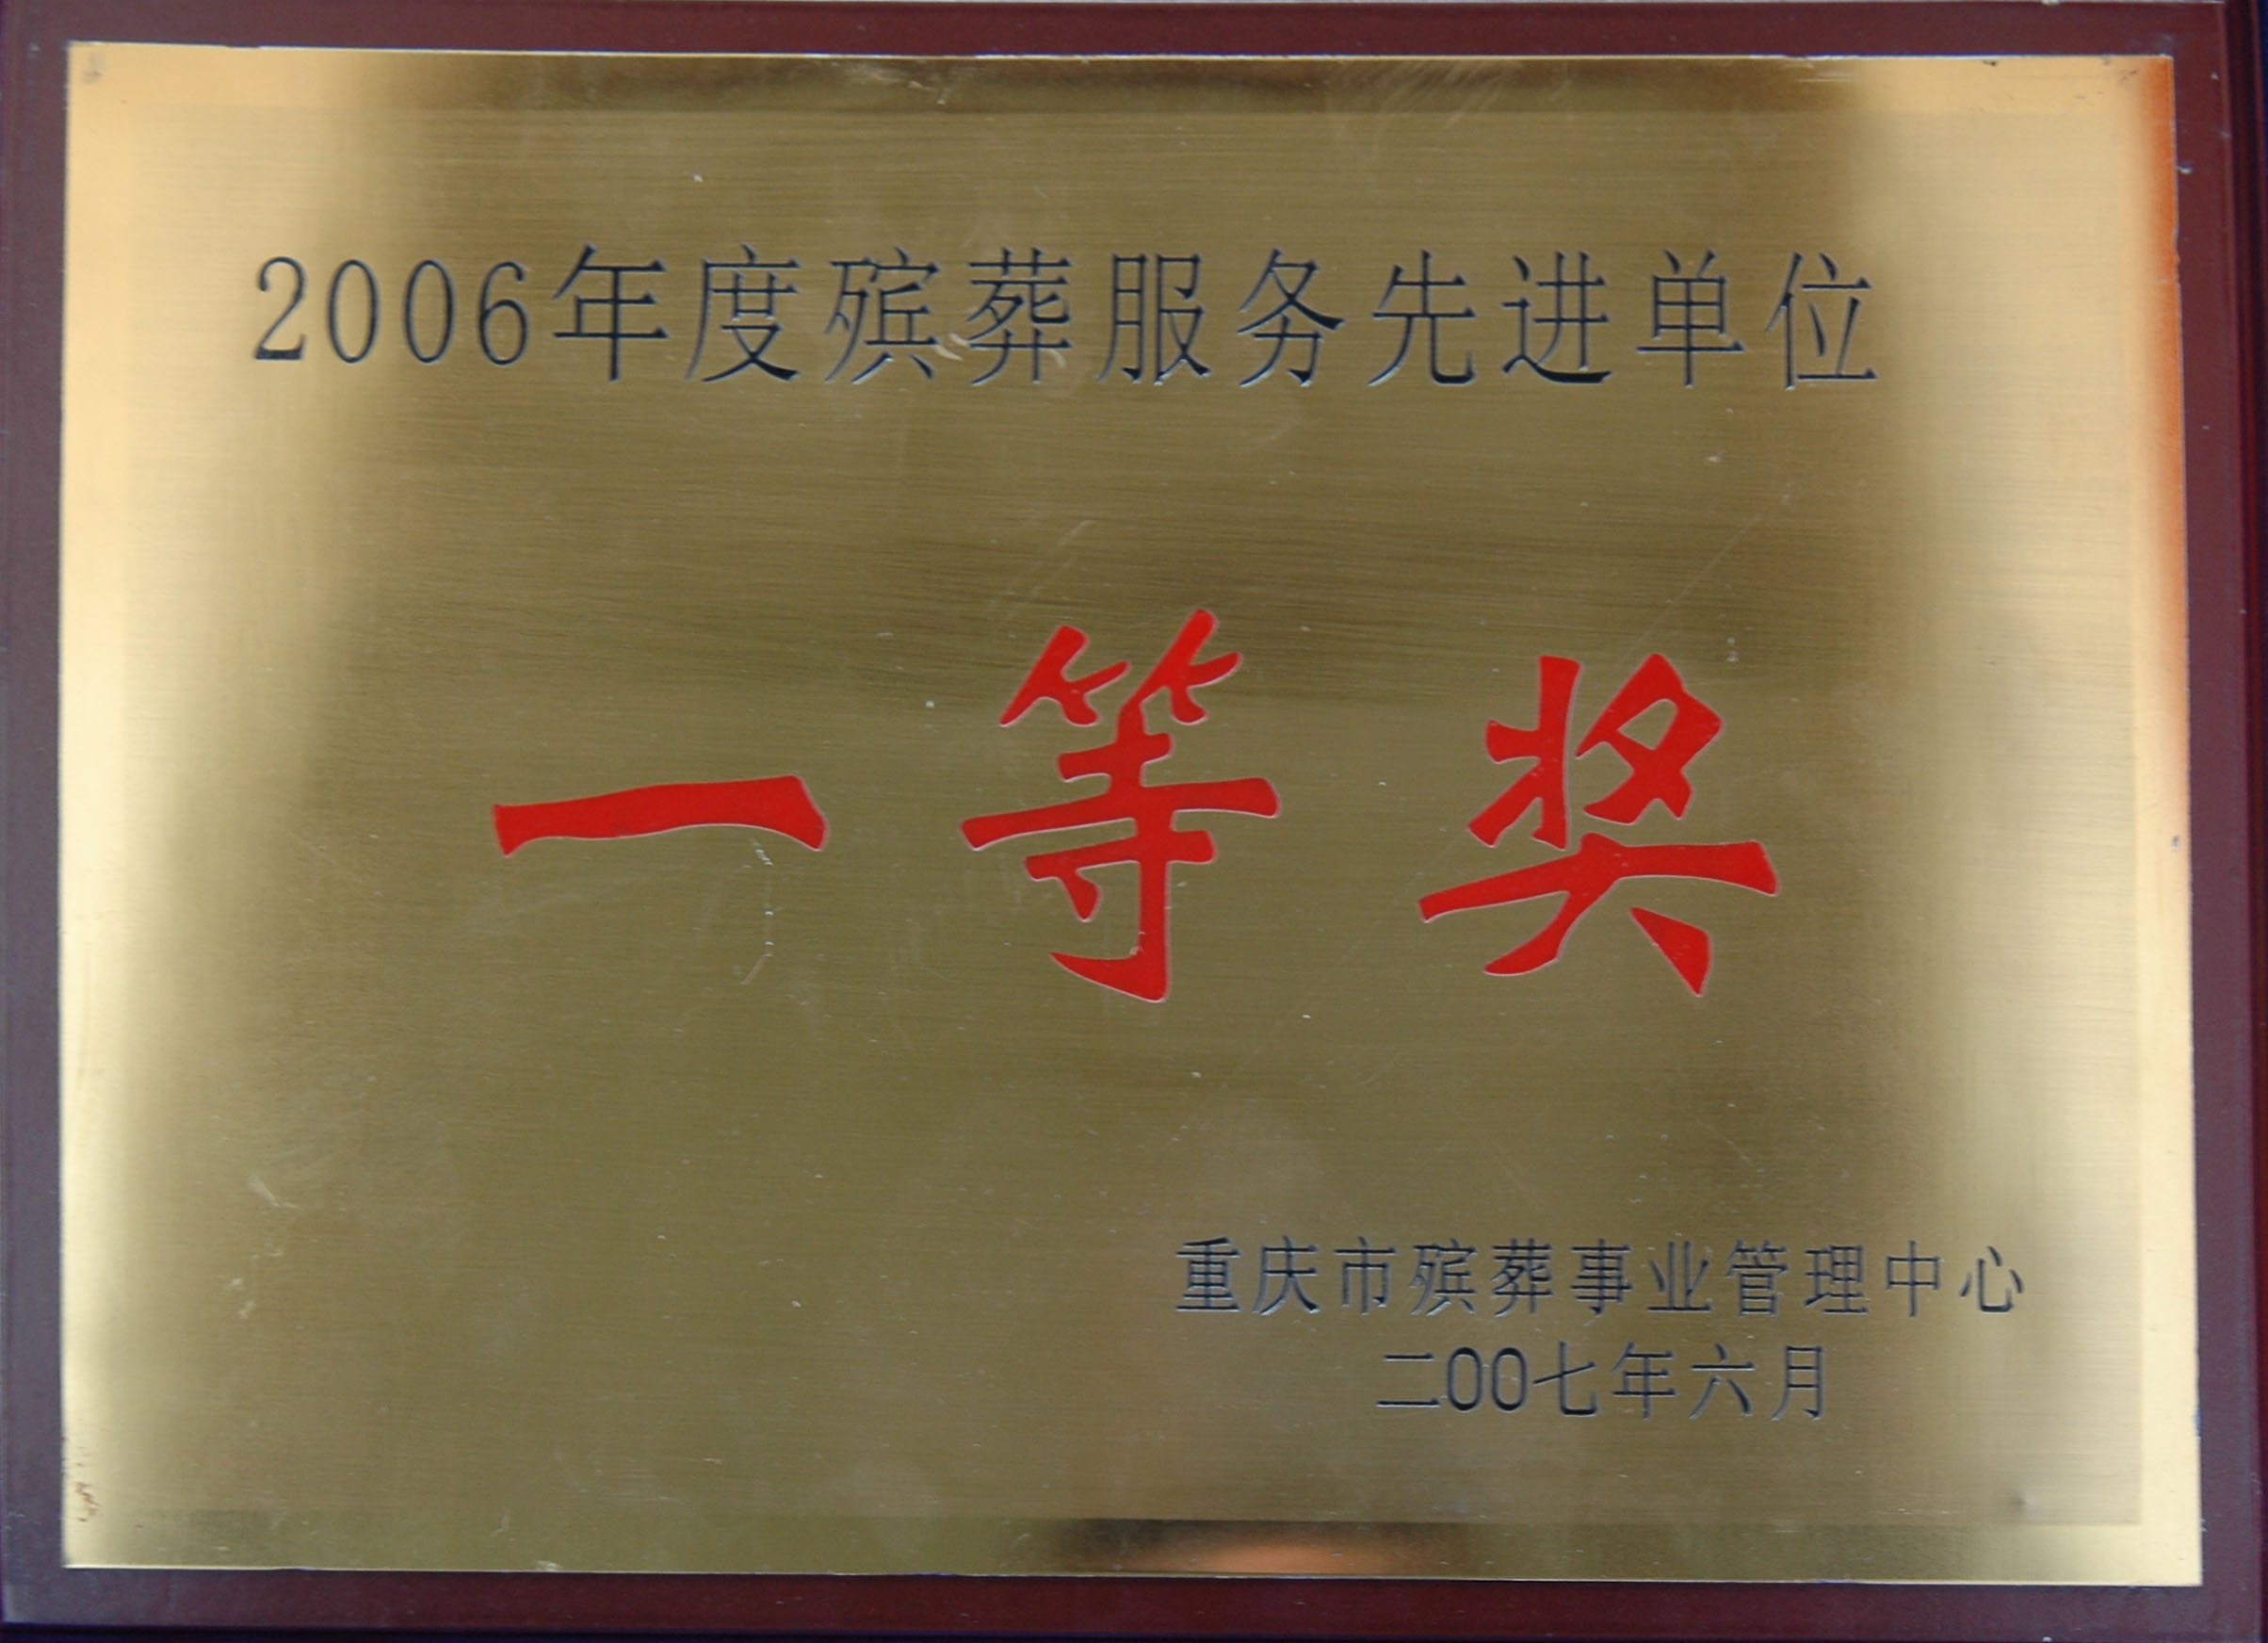 2006年度殡葬服务先进单位
一等奖
重庆市殡葬事业管理中心
二00七年六月